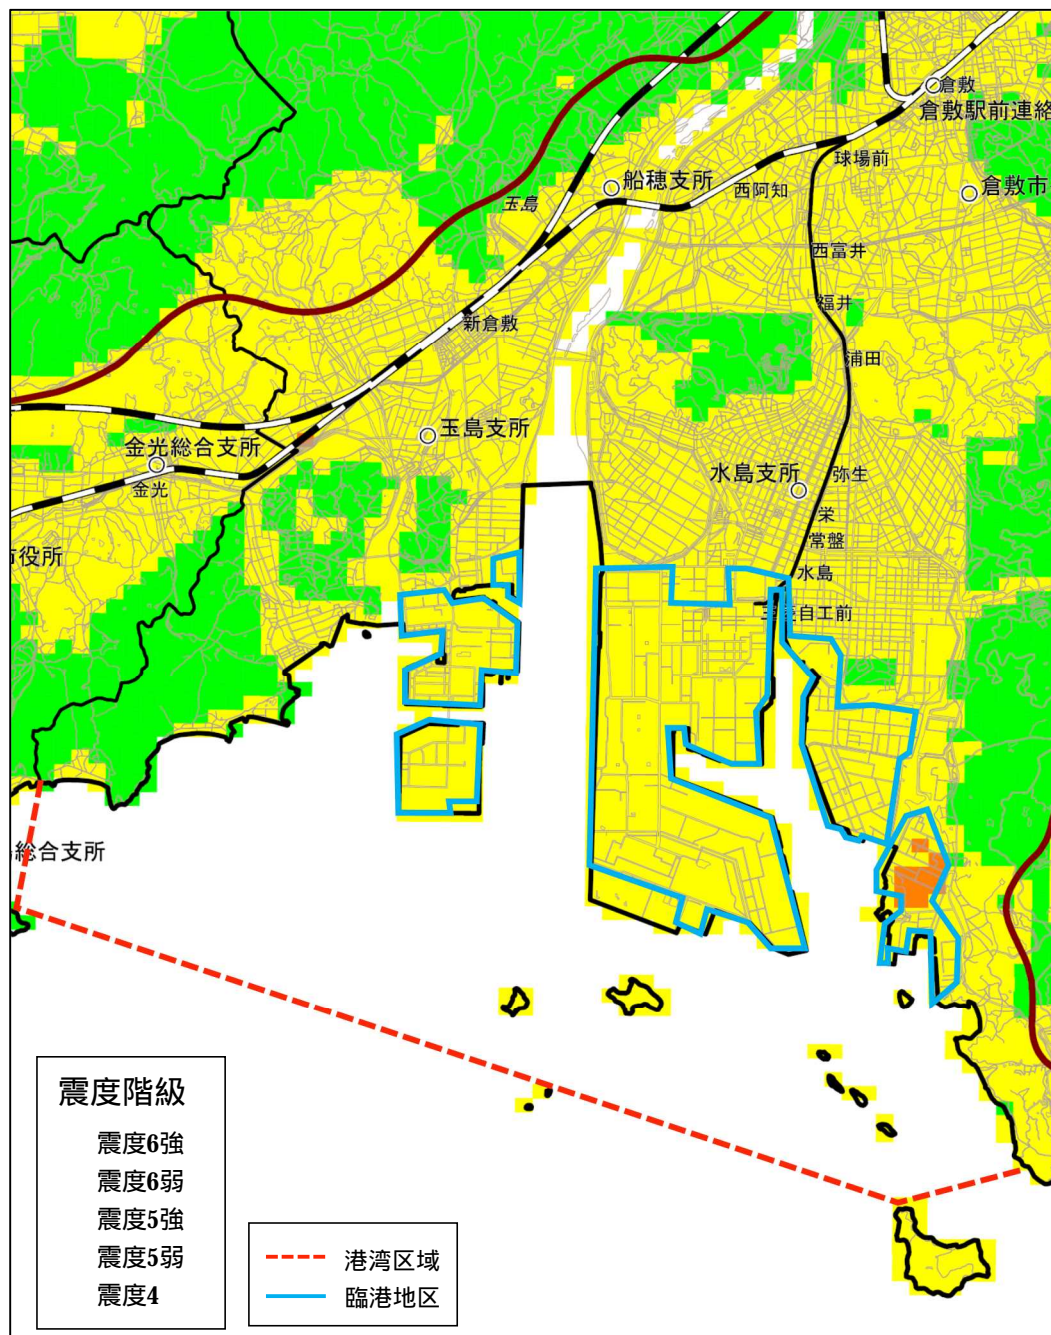 倉敷
倉敷駅前連絡
球場前
船穂支所
西阿知
倉敷市
玉島
西富井
福井
新倉敷
浦田
玉島支所
金光総合支所
水島支所
弥生
金光
栄
常盤
市役所
水島
自工前
総合支所
震度階級
震度6強
震度6弱
震度5強
震度5弱
震度4
港湾区域
臨港地区